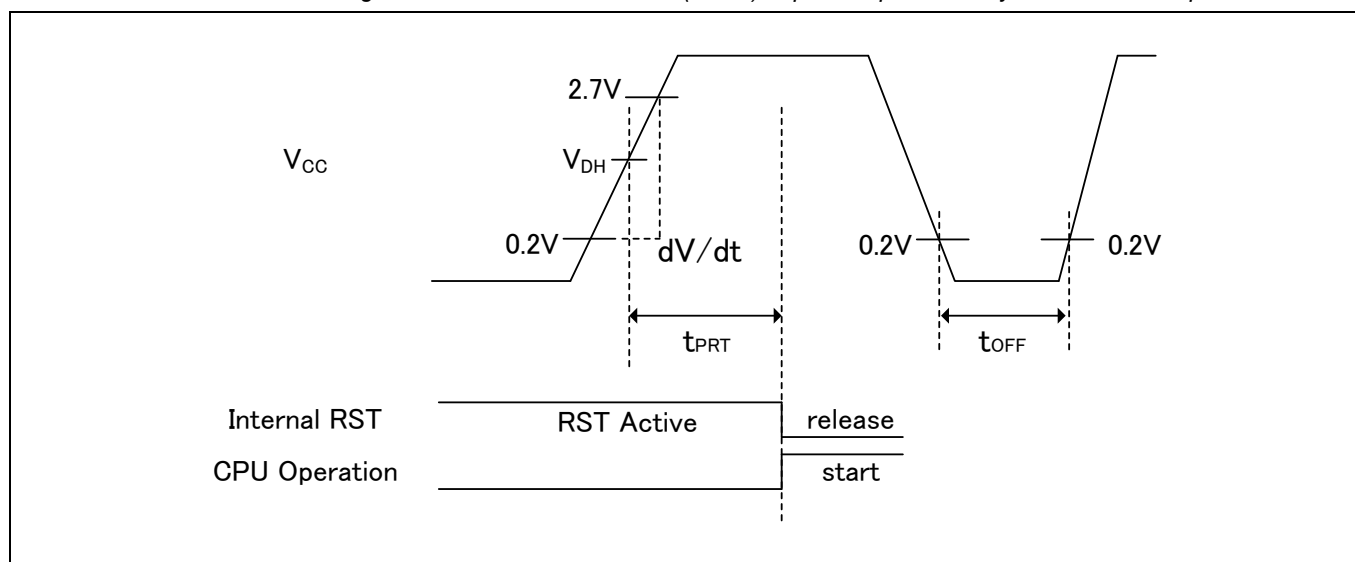 2.7V
VCC
VDH
0.2V
dV/dt
0.2V
0.2V
tPRT
tOFF
Internal RST
RST Active
release
CPU Operation
start